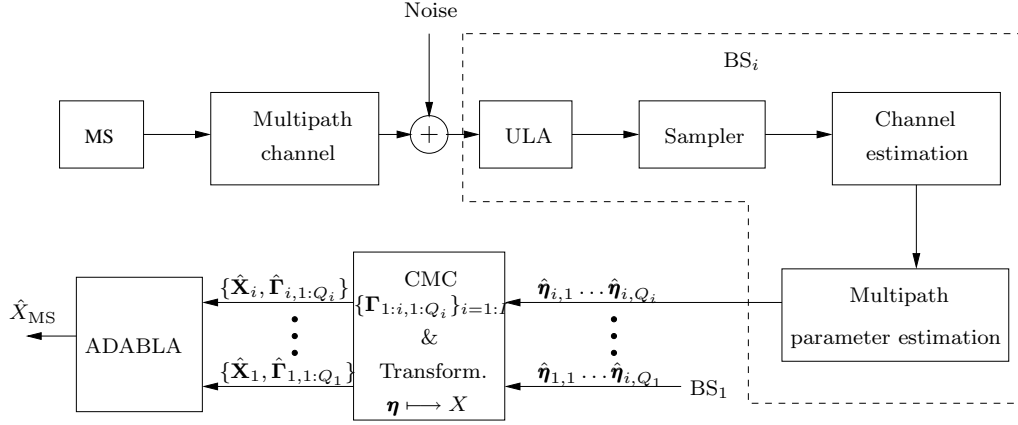 Noise
BS_i
MS
Multipath
channel
+
ULA
Sampler
Channel
estimation
X̂_MS
ADABLA
{X̂_i, Γ̂_{i,1:Q_i}}
{X̂_1, Γ̂_{1,1:Q_1}}
CMC
{Γ_{1:i,1:Q_i}}_{i=1:I}
&
Transform.
η ⟼ X
η̂_{i,1} … η̂_{i,Q_i}
η̂_{1,1} … η̂_{i,Q_1}
BS_1
Multipath
parameter estimation